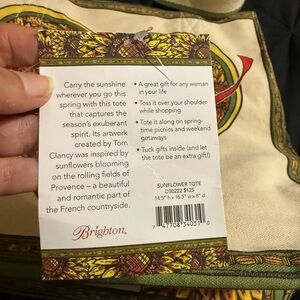 Carry the sunshine
wherever you go this
spring with this tote
that captures the
season's exuberant
spirit. Its artwork
created by Tom
Clancy was inspired by
sunflowers blooming
on the rolling fields of
Provence – a beautiful
and romantic part of
the French countryside.
• A great gift for any woman
in your life
• Toss it over your shoulder
while shopping
• Tote it along on spring-
time picnics and weekend
getaways
• Tuck gifts inside (and let
the tote be an extra gift!)
SUNFLOWER TOTE
D30222 $125
14.5" h × 15.5" w × 8" d
Brighton.
7 47708 34031